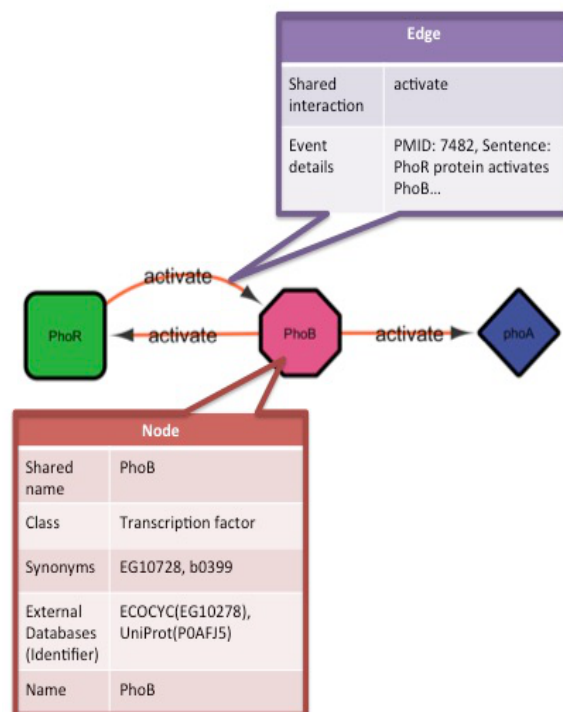 Edge
Shared interaction
activate
Event details
PMID: 7482, Sentence:
PhoR protein activates
PhoB...
activate
PhoR
activate
PhoB
activate
phoA
Node
Shared name
PhoB
Class
Transcription factor
Synonyms
EG10728, b0399
External Databases (Identifier)
ECOCYC(EG10278),
UniProt(P0AFJ5)
Name
PhoB